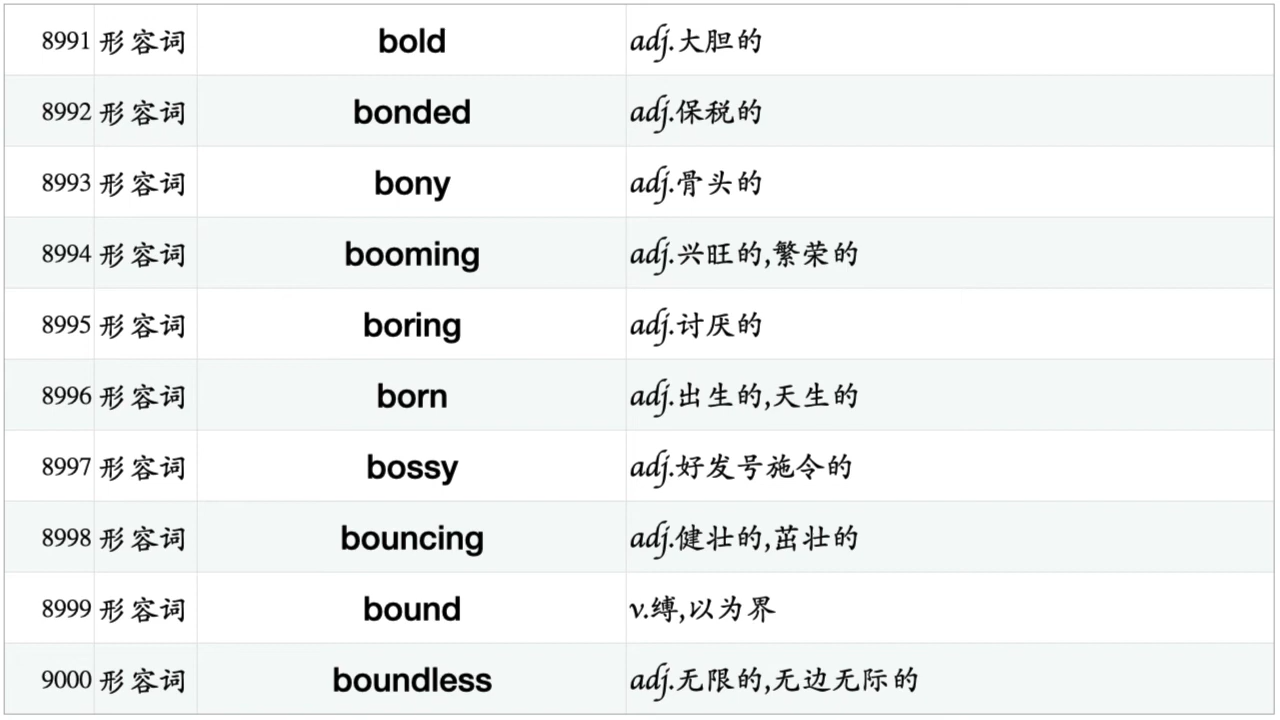 8991 形容词 bold adj.大胆的
8992 形容词 bonded adj.保税的
8993 形容词 bony adj.骨头的
8994 形容词 booming adj.兴旺的,繁荣的
8995 形容词 boring adj.讨厌的
8996 形容词 born adj.出生的,天生的
8997 形容词 bossy adj.好发号施令的
8998 形容词 bouncing adj.健壮的,茁壮的
8999 形容词 bound v.缚,以为界
9000 形容词 boundless adj.无限的,无边无际的